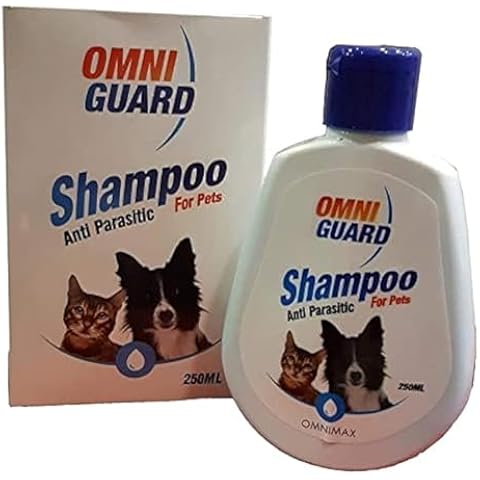 OMNI
GUARD
Shampoo
Anti Parasitic
For Pets
250ML
OMNI
GUARD
Shampoo
Anti Parasitic
For Pets
250ML
OMNIMAX